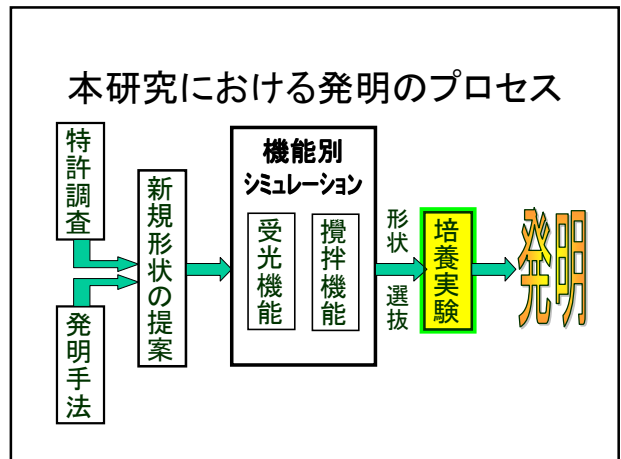 本研究における発明のプロセス
特許調査
発明手法
新規形状の提案
機能別
シミュレーション
受光機能
攪拌機能
形状
選抜
培養実験
発明